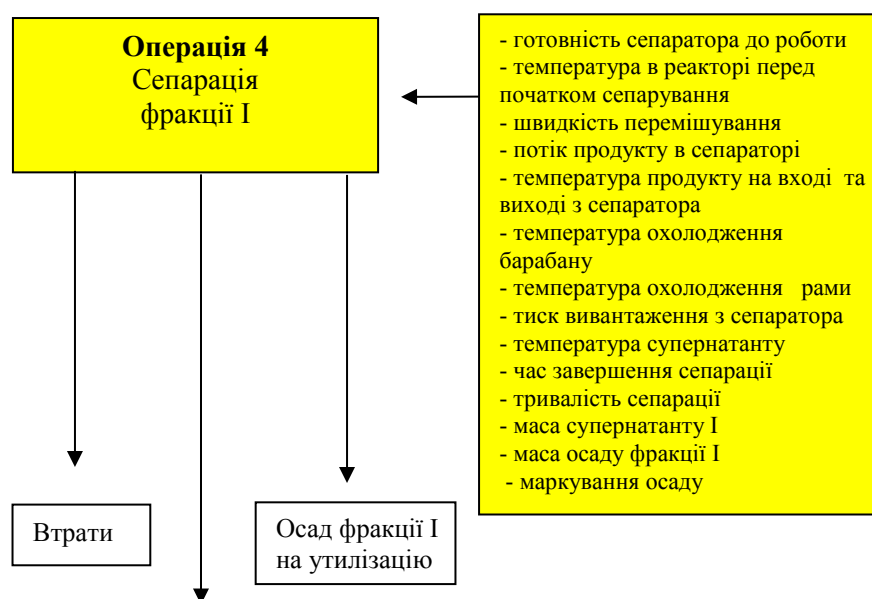 Операція 4
Сепарація
фракції І
- готовність сепаратора до роботи
- температура в реакторі перед
початком сепарування
- швидкість перемішування
- потік продукту в сепараторі
- температура продукту на вході та
виході з сепаратора
- температура охолодження
барабану
- температура охолодження рами
- тиск вивантаження з сепаратора
- температура супернатанту
- час завершення сепарації
- тривалість сепарації
- маса супернатанту І
- маса осаду фракції І
- маркування осаду
Втрати
Осад фракції І
на утилізацію